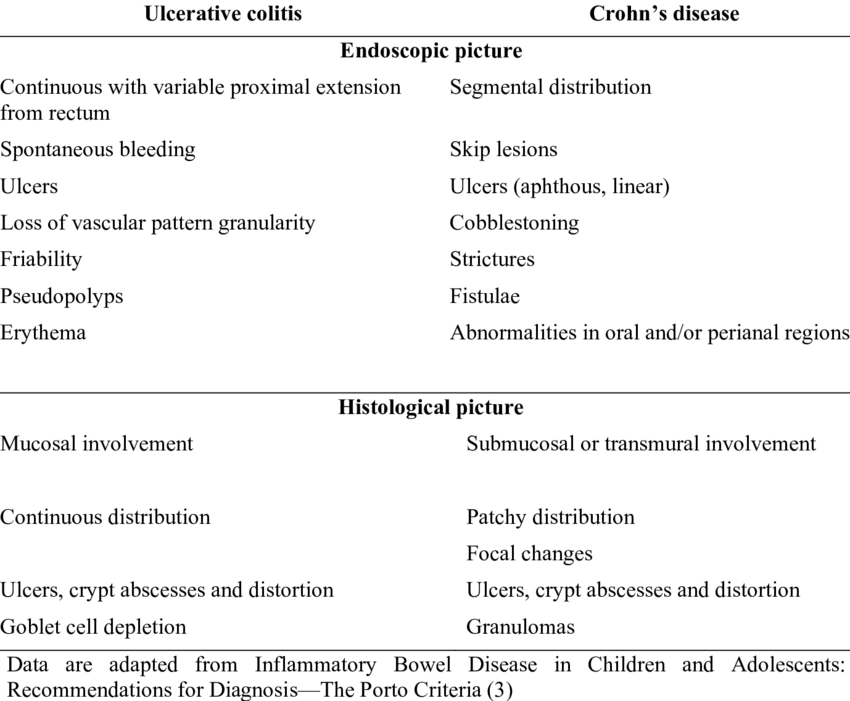 Ulcerative colitis Crohn’s disease
Endoscopic picture
Continuous with variable proximal extension Segmental distribution
from rectum
Spontaneous bleeding Skip lesions
Ulcers Ulcers (aphthous, linear)
Loss of vascular pattern granularity Cobblestoning
Friability Strictures
Pseudopolyps Fistulae
Erythema Abnormalities in oral and/or perianal regions
Histological picture
Mucosal involvement Submucosal or transmural involvement
Continuous distribution Patchy distribution
Focal changes
Ulcers, crypt abscesses and distortion Ulcers, crypt abscesses and distortion
Goblet cell depletion Granulomas
Data are adapted from Inflammatory Bowel Disease in Children and Adolescents:
Recommendations for Diagnosis—The Porto Criteria (3)